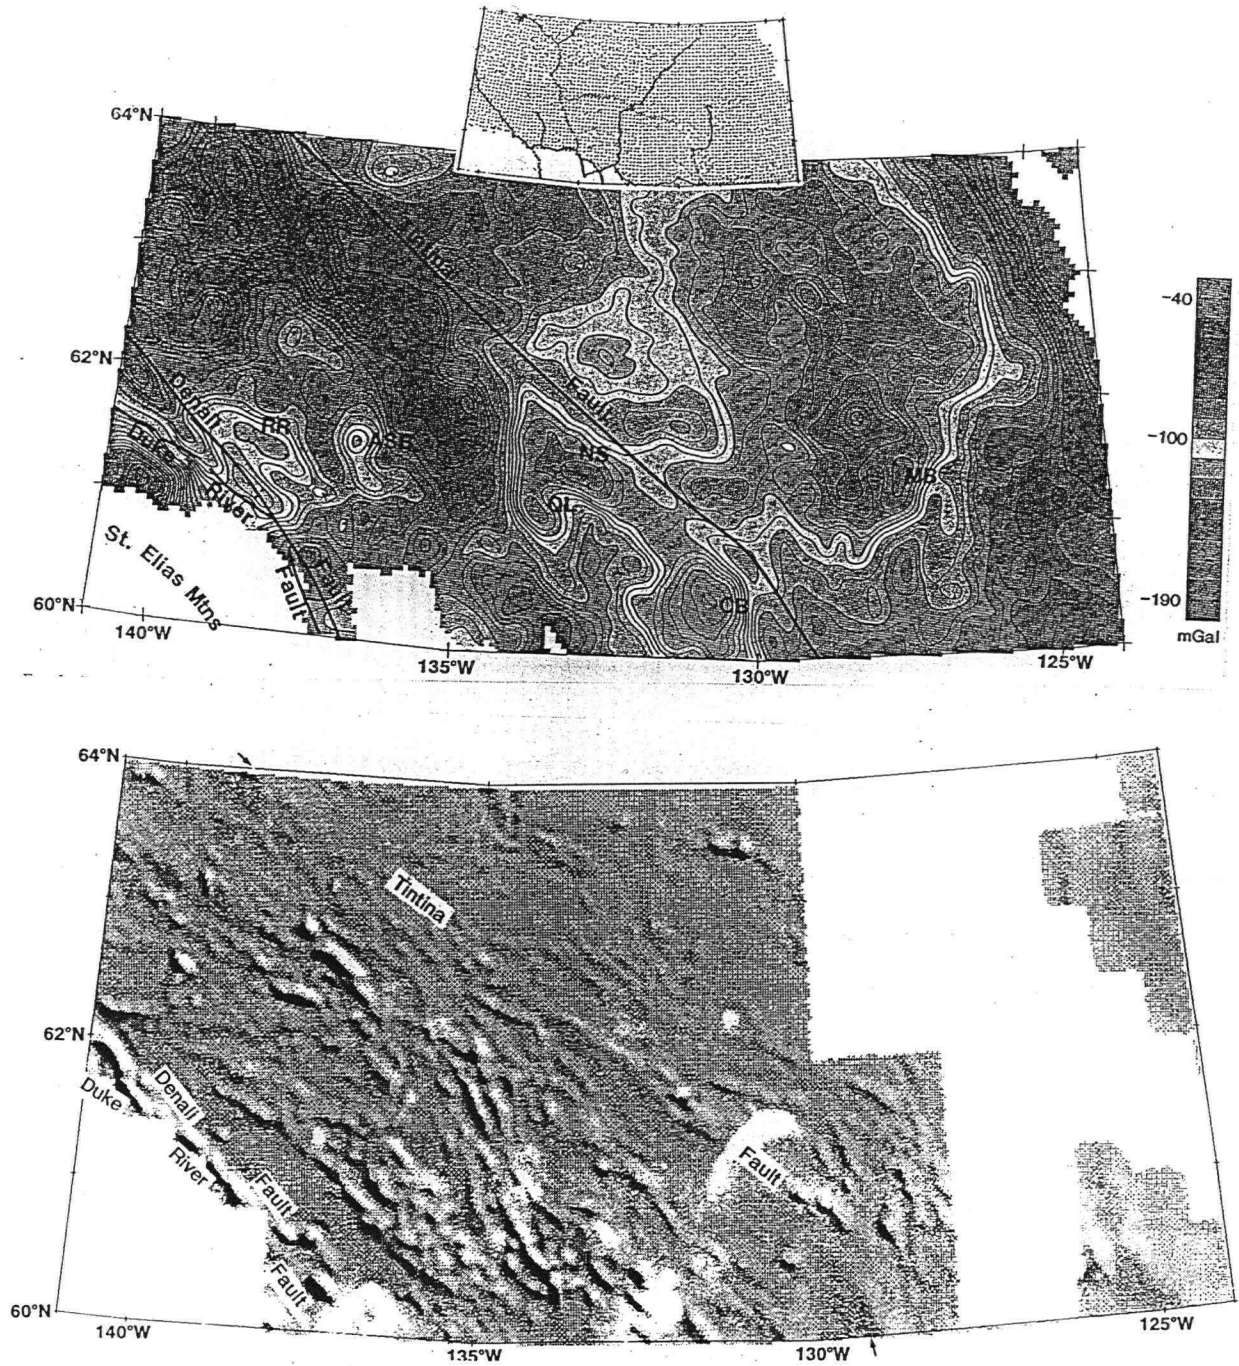 64°N
Tintina
-40
62°N
Denali
Fault
-100
RR
ASB
Duke
NS
MB
River
QL
St. Elias Mtns
Fault
Fault
CB
-190
60°N
mGal
140°W
135°W
130°W
125°W
64°N
Tintina
62°N
Duke
Denali
River
Fault
Fault
Fault
60°N
140°W
135°W
130°W
125°W